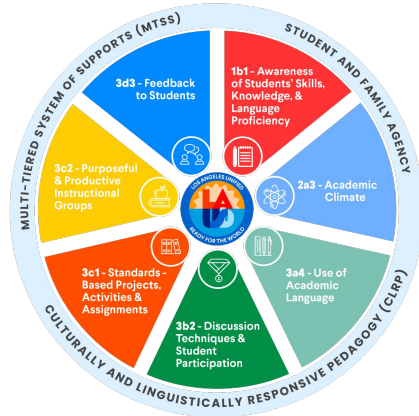 MULTI-TIERED SYSTEM OF SUPPORTS (MTSS)
STUDENT AND FAMILY AGENCY
CULTURALLY AND LINGUISTICALLY RESPONSIVE PEDAGOGY (CLRP)
1b1 - Awareness
of Students' Skills,
Knowledge, &
Language
Proficiency
2a3 - Academic
Climate
3a4 - Use of
Academic
Language
3b2 - Discussion
Techniques &
Student
Participation
3c1 - Standards -
Based Projects,
Activities &
Assignments
3c2 - Purposeful
& Productive
Instructional
Groups
3d3 - Feedback
to Students
LOS ANGELES UNIFIED
LA
US
READY FOR THE WORLD